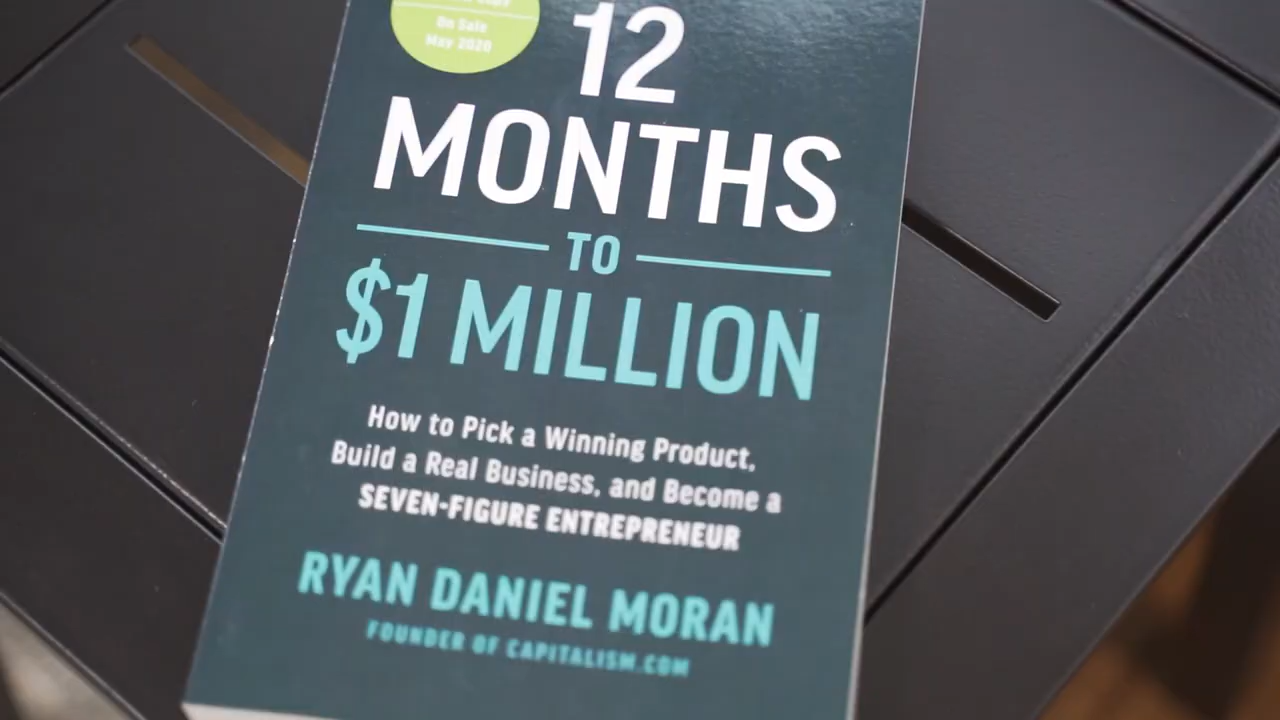 On Sale
May 2020
12
MONTHS
TO
$1 MILLION
How to Pick a Winning Product,
Build a Real Business, and Become a
SEVEN-FIGURE ENTREPRENEUR
RYAN DANIEL MORAN
FOUNDER OF CAPITALISM.COM